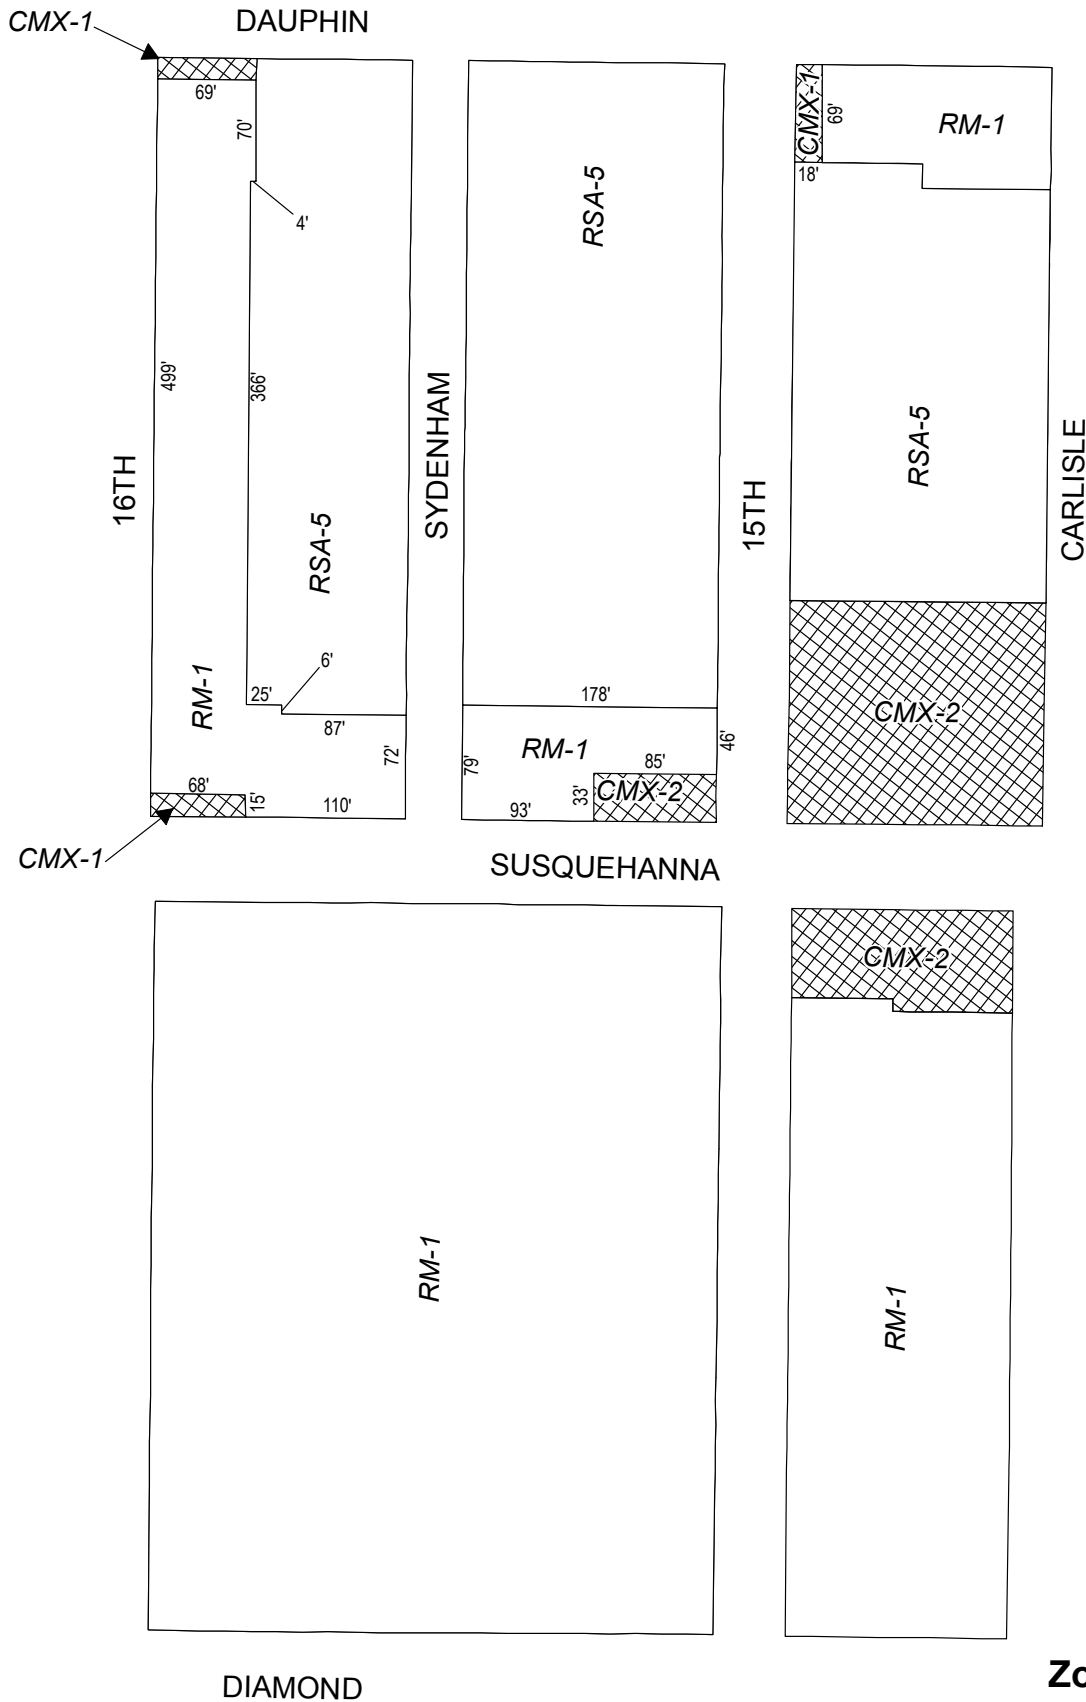 CMX-1
DAUPHIN
69'
70'
4'
499'
366'
16TH
RSA-5
SYDENHAM
RM-1
25'
6'
87'
72'
68'
15'
110'
CMX-1
RSA-5
178'
RM-1
79'
46'
85'
33'
CMX-2
93'
15TH
CMX-1
69'
RM-1
18'
RSA-5
CARLISLE
CMX-2
SUSQUEHANNA
RM-1
CMX-2
RM-1
DIAMOND
Zo